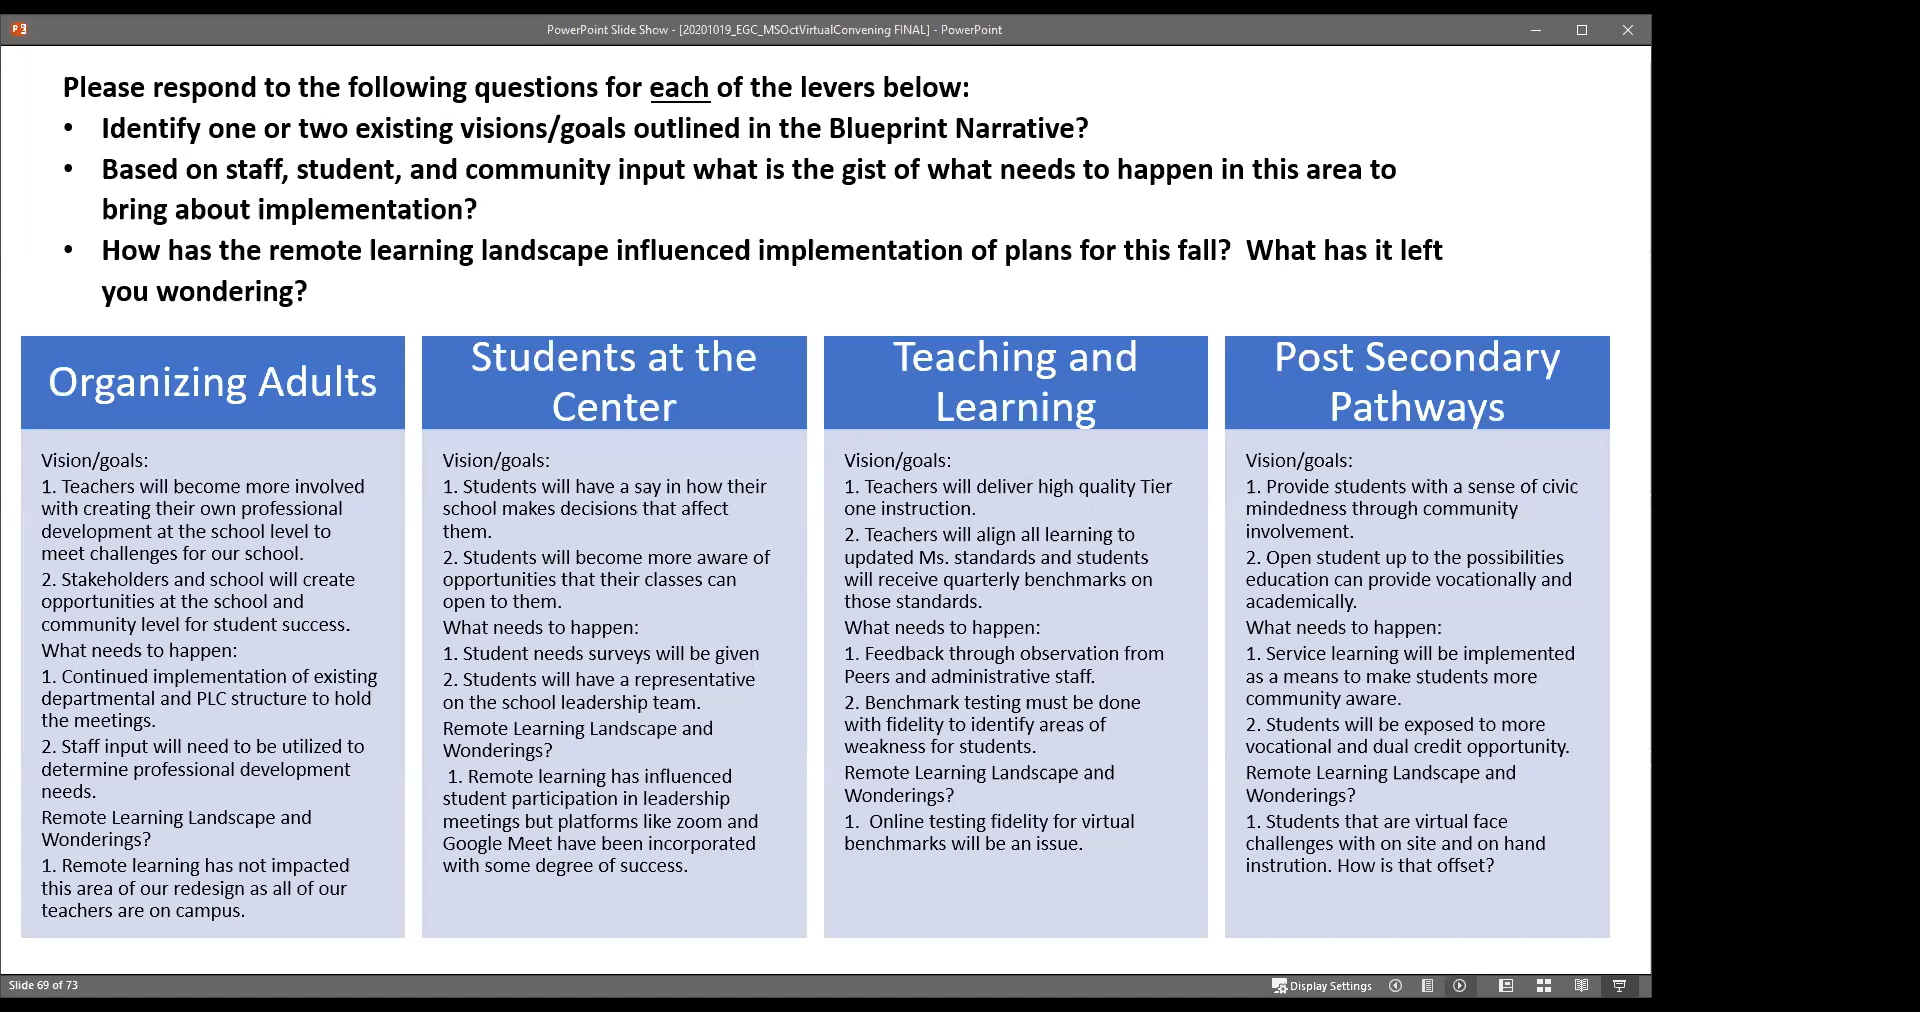 PowerPoint Slide Show - [20201019_EGC_MSOctVirtualConvening FINAL] - PowerPoint
Please respond to the following questions for each of the levers below:
• Identify one or two existing visions/goals outlined in the Blueprint Narrative?
• Based on staff, student, and community input what is the gist of what needs to happen in this area to
bring about implementation?
• How has the remote learning landscape influenced implementation of plans for this fall? What has it left
you wondering?
Organizing Adults
Vision/goals:
1. Teachers will become more involved
with creating their own professional
development at the school level to
meet challenges for our school.
2. Stakeholders and school will create
opportunities at the school and
community level for student success.
What needs to happen:
1. Continued implementation of existing
departmental and PLC structure to hold
the meetings.
2. Staff input will need to be utilized to
determine professional development
needs.
Remote Learning Landscape and
Wonderings?
1. Remote learning has not impacted
this area of our redesign as all of our
teachers are on campus.
Students at the
Center
Vision/goals:
1. Students will have a say in how their
school makes decisions that affect
them.
2. Students will become more aware of
opportunities that their classes can
open to them.
What needs to happen:
1. Student needs surveys will be given
2. Students will have a representative
on the school leadership team.
Remote Learning Landscape and
Wonderings?
1. Remote learning has influenced
student participation in leadership
meetings but platforms like zoom and
Google Meet have been incorporated
with some degree of success.
Teaching and
Learning
Vision/goals:
1. Teachers will deliver high quality Tier
one instruction.
2. Teachers will align all learning to
updated Ms. standards and students
will receive quarterly benchmarks on
those standards.
What needs to happen:
1. Feedback through observation from
Peers and administrative staff.
2. Benchmark testing must be done
with fidelity to identify areas of
weakness for students.
Remote Learning Landscape and
Wonderings?
1. Online testing fidelity for virtual
benchmarks will be an issue.
Post Secondary
Pathways
Vision/goals:
1. Provide students with a sense of civic
mindedness through community
involvement.
2. Open student up to the possibilities
education can provide vocationally and
academically.
What needs to happen:
1. Service learning will be implemented
as a means to make students more
community aware.
2. Students will be exposed to more
vocational and dual credit opportunity.
Remote Learning Landscape and
Wonderings?
1. Students that are virtual face
challenges with on site and on hand
instrution. How is that offset?
Slide 69 of 73
Display Settings